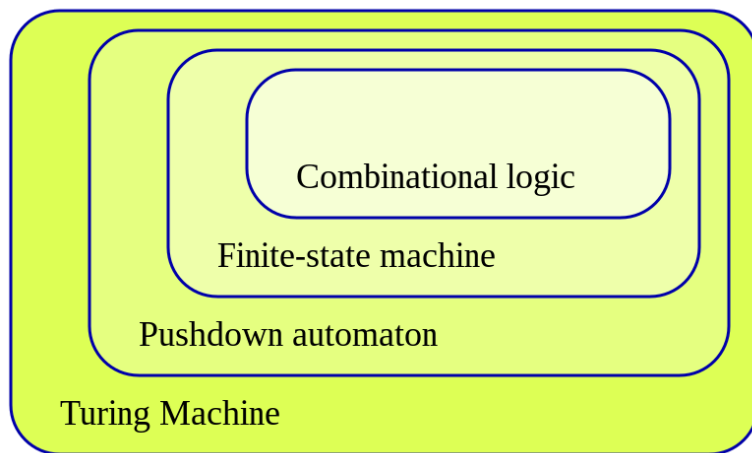 Combinational logic
Finite-state machine
Pushdown automaton
Turing Machine